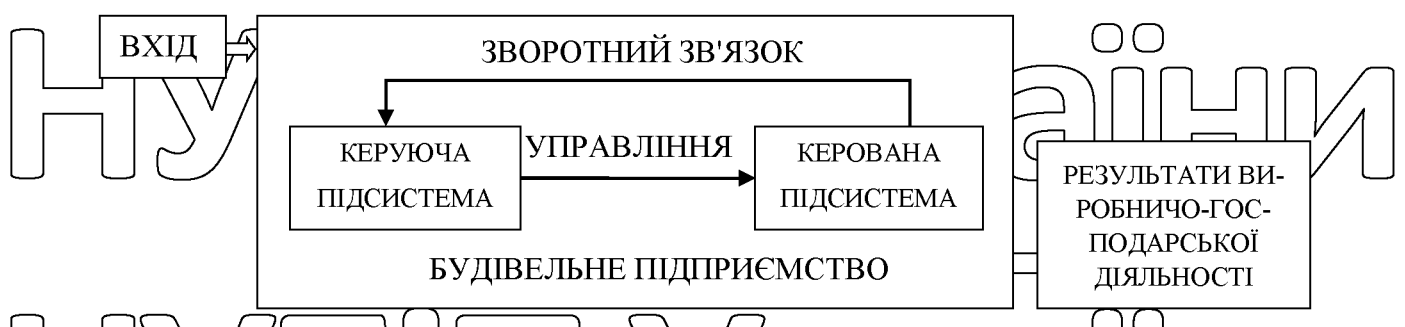 ВХІД
ЗВОРОТНИЙ ЗВ'ЯЗОК
КЕРУЮЧА
ПІДСИСТЕМА
УПРАВЛІННЯ
КЕРОВАНА
ПІДСИСТЕМА
БУДІВЕЛЬНЕ ПІДПРИЄМСТВО
РЕЗУЛЬТАТИ ВИ-
РОБНИЧО-ГОС-
ПОДАРСЬКОЇ
ДІЯЛЬНОСТІ